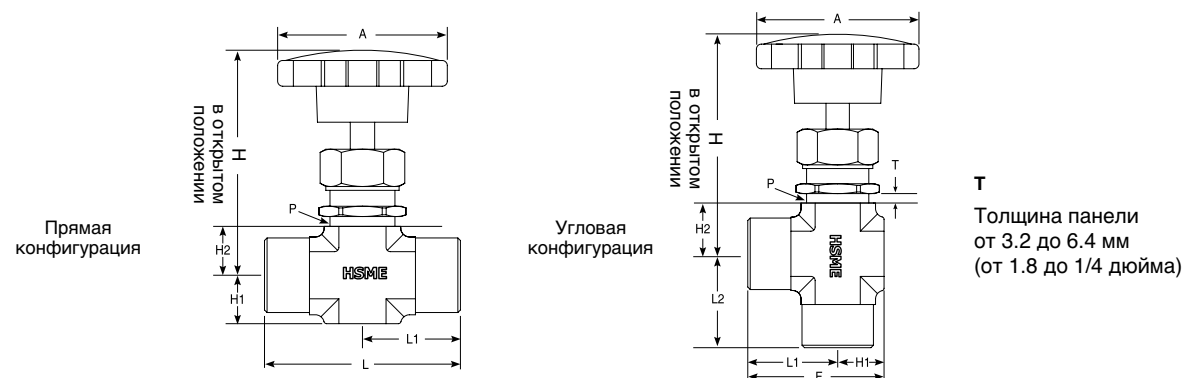 A
H
в открытом
положении
P
H2
H1
HSME
L1
L
Прямая
конфигурация
A
H
в открытом
положении
T
P
H2
L2
HSME
L1
H1
Угловая
конфигурация
T
Толщина панели
от 3.2 до 6.4 мм
(от 1.8 до 1/4 дюйма)